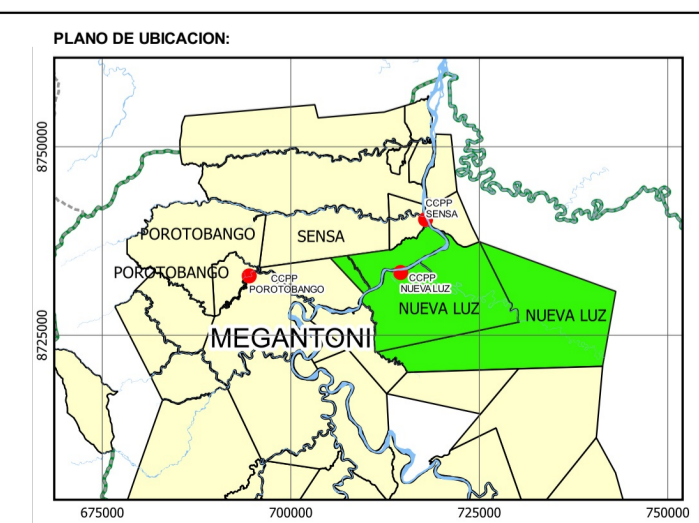 PLANO DE UBICACION:
8750000
8725000
CCPP
SENSA
POROTOBANGO
SENSA
POROTOBANGO
CCPP
POROTOBANGO
CCPP
NUEVA LUZ
NUEVA LUZ
NUEVA LUZ
MEGANTONI
675000
700000
725000
750000